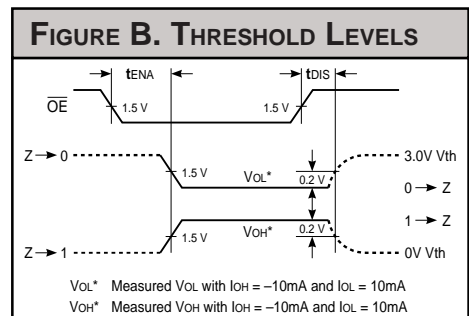 FIGURE B. THRESHOLD LEVELS
tENA tDIS
OE 1.5 V 1.5 V
Z 0 1.5 V VOL* 0.2 V 3.0V Vth
0 Z
Z 1 1.5 V VOH* 0.2 V 1 Z
0V Vth
VOL* Measured VOL with IOH = –10mA and IOL = 10mA
VOH* Measured VOH with IOH = –10mA and IOL = 10mA